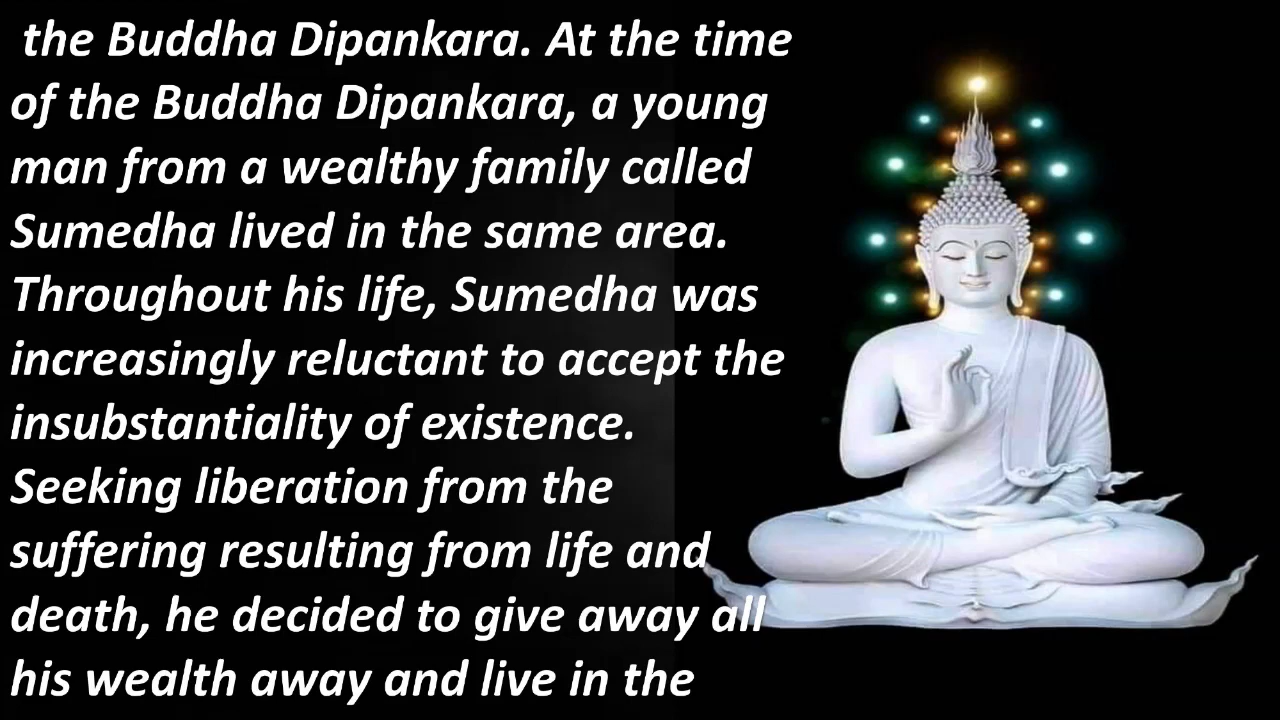 the Buddha Dipankara. At the time
of the Buddha Dipankara, a young
man from a wealthy family called
Sumedha lived in the same area.
Throughout his life, Sumedha was
increasingly reluctant to accept the
insubstantiality of existence.
Seeking liberation from the
suffering resulting from life and
death, he decided to give away all
his wealth away and live in the